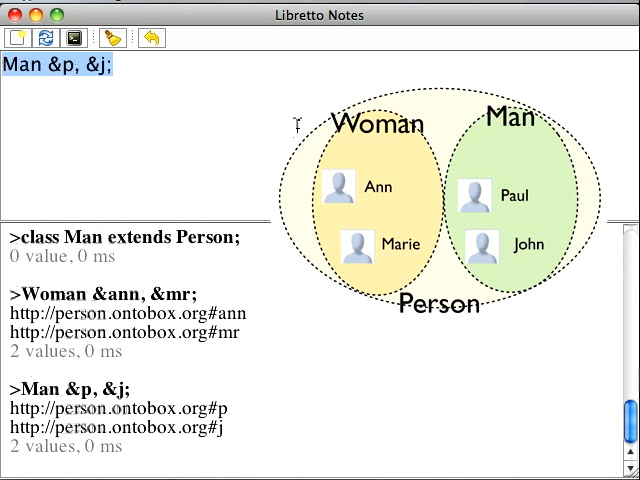 Libretto Notes
Man &p, &j;
Woman
Man
Ann
Paul
Marie
John
Person
>class Man extends Person;
0 value, 0 ms
>Woman &ann, &mr;
http://person.ontobox.org#ann
http://person.ontobox.org#mr
2 values, 0 ms
>Man &p, &j;
http://person.ontobox.org#p
http://person.ontobox.org#j
2 values, 0 ms